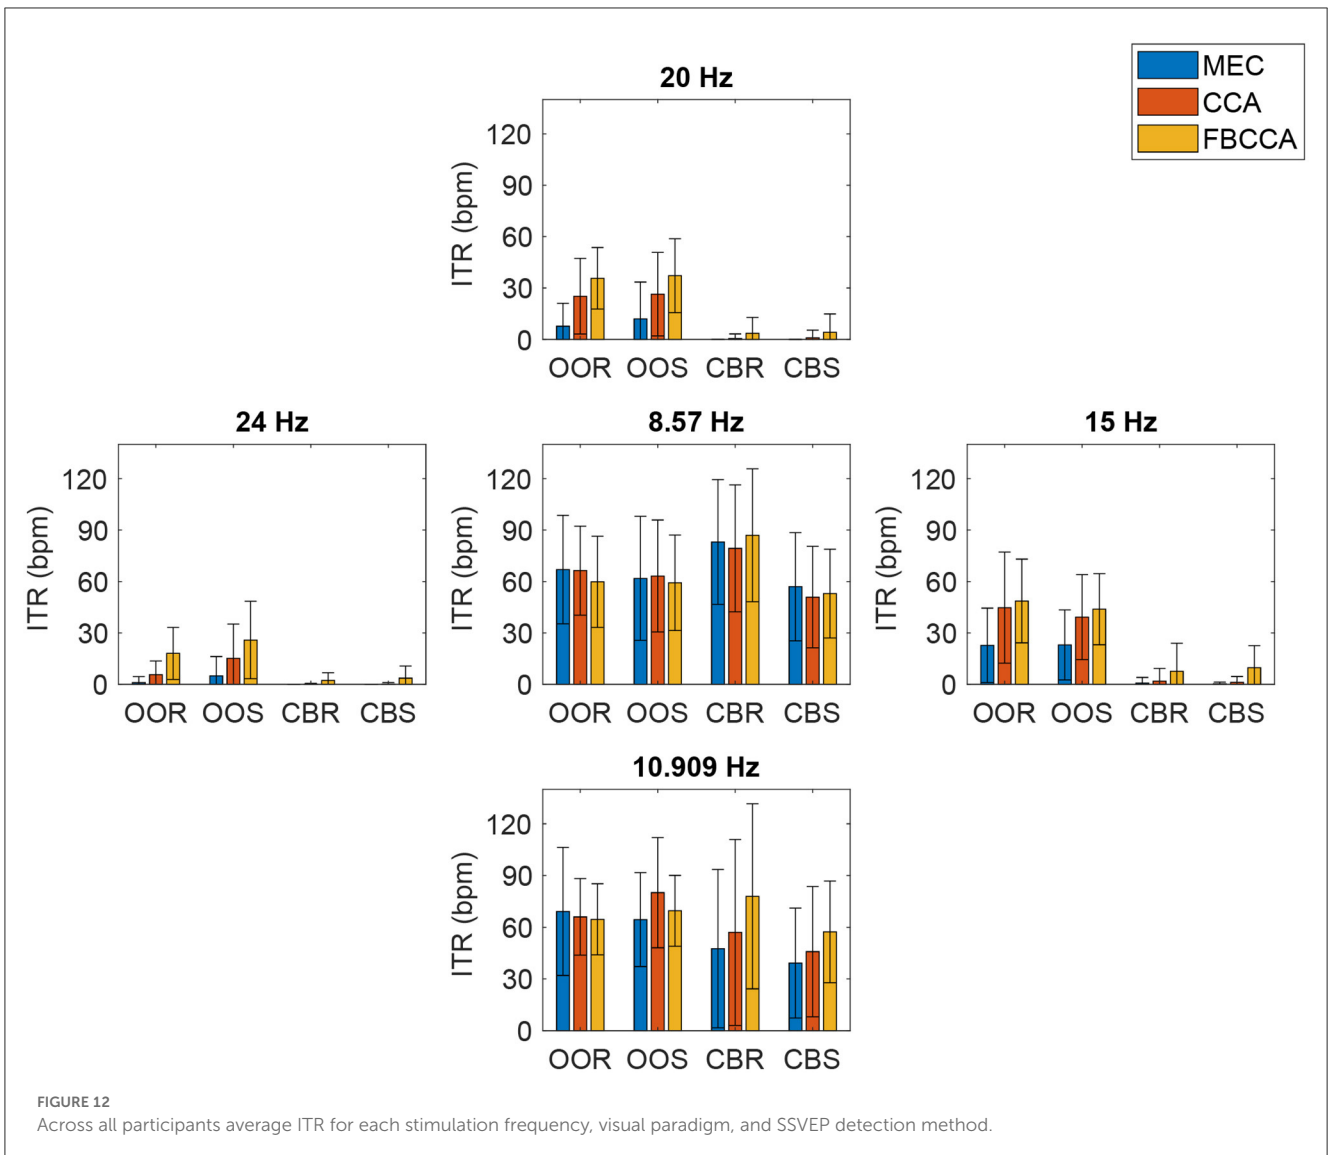 MEC
CCA
FBCCA
20 Hz
ITR (bpm)
120
90
60
30
0
OOR OOS CBR CBS
24 Hz
ITR (bpm)
120
90
60
30
0
OOR OOS CBR CBS
8.57 Hz
ITR (bpm)
120
90
60
30
0
OOR OOS CBR CBS
15 Hz
ITR (bpm)
120
90
60
30
0
OOR OOS CBR CBS
10.909 Hz
ITR (bpm)
120
90
60
30
0
OOR OOS CBR CBS
FIGURE 12
Across all participants average ITR for each stimulation frequency, visual paradigm, and SSVEP detection method.